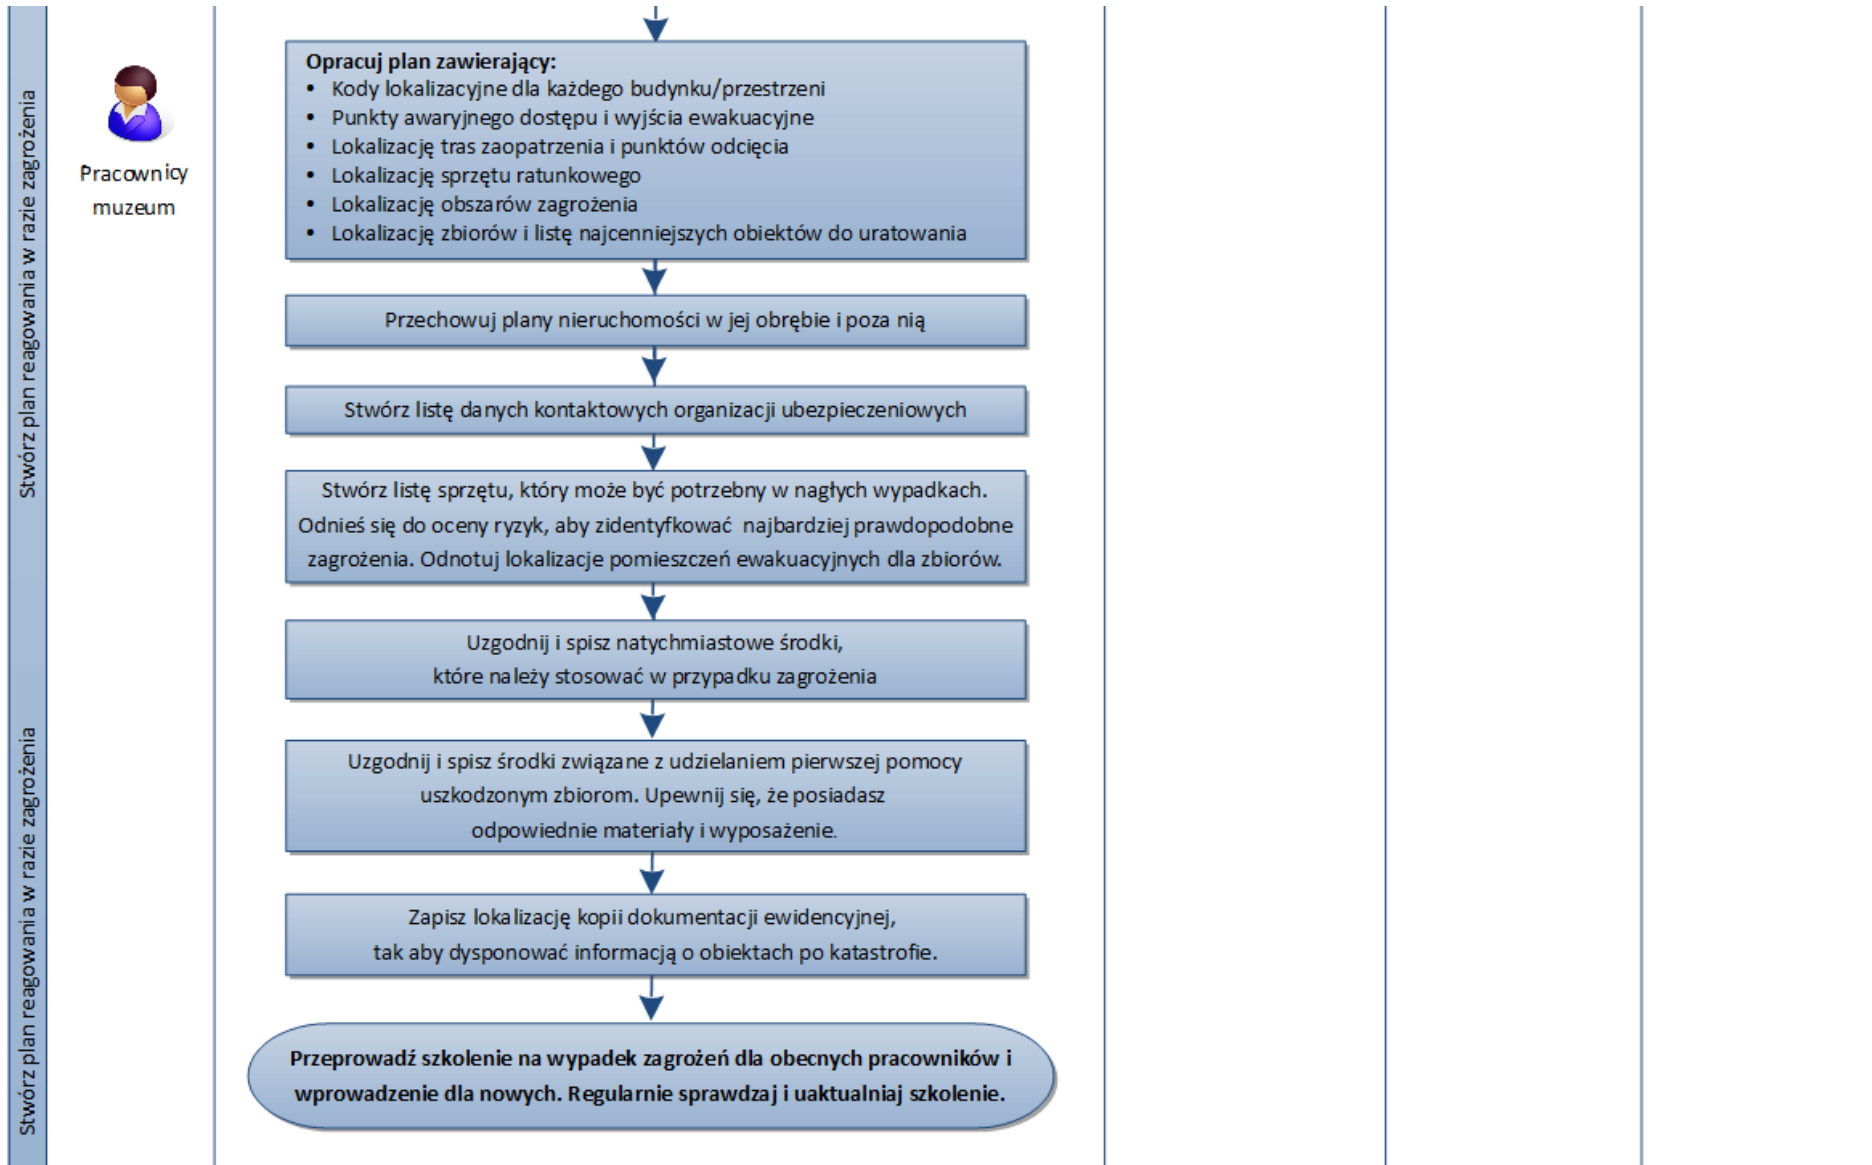 Stwórz plan reagowania w razie zagrożenia
Pracownicy
muzeum
Opracuj plan zawierający:
• Kody lokalizacyjne dla każdego budynku/przestrzeni
• Punkty awaryjnego dostępu i wyjścia ewakuacyjne
• Lokalizację tras zaopatrzenia i punktów odcięcia
• Lokalizację sprzętu ratunkowego
• Lokalizację obszarów zagrożenia
• Lokalizację zbiorów i listę najcenniejszych obiektów do uratowania
Przechowuj plany nieruchomości w jej obrębie i poza nią
Stwórz listę danych kontaktowych organizacji ubezpieczeniowych
Stwórz listę sprzętu, który może być potrzebny w nagłych wypadkach.
Odnieś się do oceny ryzyk, aby zidentyfkować najbardziej prawdopodobne
zagrożenia. Odnotuj lokalizacje pomieszczeń ewakuacyjnych dla zbiorów.
Uzgodnij i spisz natychmiastowe środki,
które należy stosować w przypadku zagrożenia
Stwórz plan reagowania w razie zagrożenia
Uzgodnij i spisz środki związane z udzielaniem pierwszej pomocy
uszkodzonym zbiorom. Upewnij się, że posiadasz
odpowiednie materiały i wyposażenie.
Zapisz lokalizację kopii dokumentacji ewidencyjnej,
tak aby dysponować informacją o obiektach po katastrofie.
Przeprowadź szkolenie na wypadek zagrożeń dla obecnych pracowników i
wprowadzenie dla nowych. Regularnie sprawdzaj i uaktualniaj szkolenie.